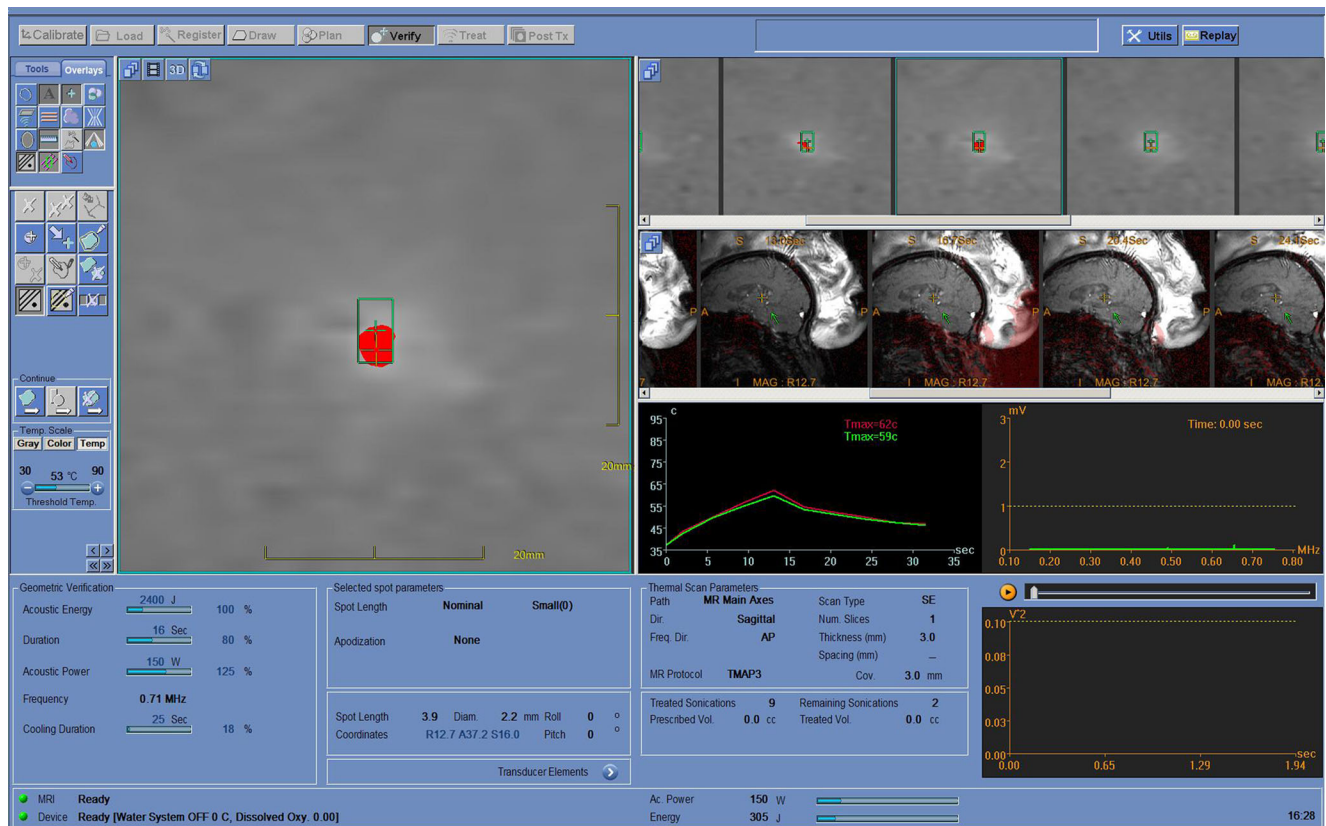 Calibrate Load Register Draw Plan Verify Treat Post Tx Utils Replay
Tools Overlays
A
3D
20mm
20mm
Continue
Temp. Scale
Gray Color Temp
30 53 °C 90
Threshold Temp.
S 16.7Sec S 20.4Sec S
P A P A P A
I MAG : R12.7 I MAG : R12.7 I MAG : R12.7 I MAG : R12.7
c
Tmax=62c
Tmax=59c
95
85
75
65
55
45
35
0 5 10 15 20 25 30 35 sec
mV
Time: 0.00 sec
3
2
1
0
0.10 0.20 0.30 0.40 0.50 0.60 0.70 0.80 MHz
Geometric Verification
Acoustic Energy 2400 J 100 %
Duration 16 Sec 80 %
Acoustic Power 150 W 125 %
Frequency 0.71 MHz
Cooling Duration 25 Sec 18 %
Selected spot parameters
Spot Length Nominal Small(0)
Apodization None
Spot Length 3.9 Diam. 2.2 mm Roll 0 °
Coordinates R12.7 A37.2 S16.0 Pitch 0 °
Transducer Elements
Thermal Scan Parameters
Path MR Main Axes Scan Type SE
Dir. Sagittal Num. Slices 1
Freq. Dir. AP Thickness (mm) 3.0
Spacing (mm) _
MR Protocol TMAP3 Cov. 3.0 mm
Treated Sonications 9 Remaining Sonications 2
Prescribed Vol. 0.0 cc Treated Vol. 0.0 cc
V^2
0.10
0.08
0.05
0.03
0.00
0.00 0.65 1.29 1.94 sec
MRI Ready
Device Ready [Water System OFF 0 C, Dissolved Oxy. 0.00]
Ac. Power 150 W
Energy 305 J
16:28